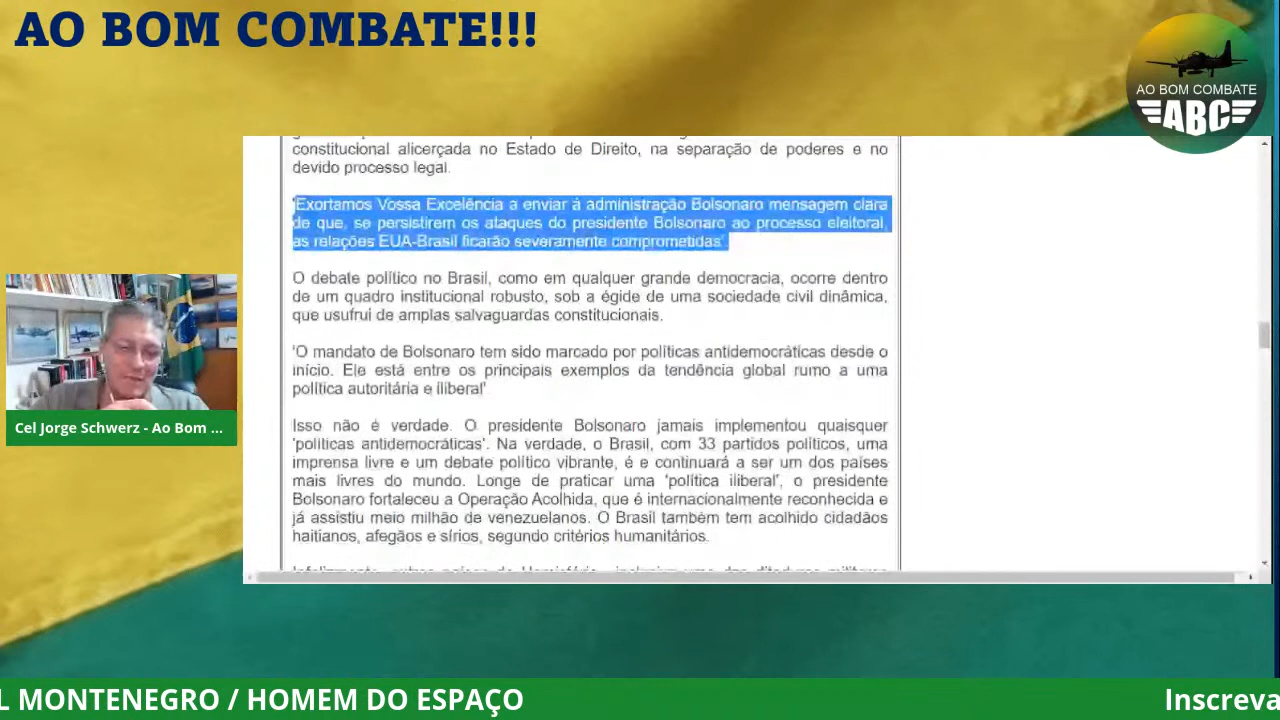 AO BOM COMBATE!!!
AO BOM COMBATE
ABC
constitucional alicerçada no Estado de Direito, na separação de poderes e no
devido processo legal.
'Exortamos Vossa Excelência a enviar à administração Bolsonaro mensagem clara
de que, se persistirem os ataques do presidente Bolsonaro ao processo eleitoral,
as relações EUA-Brasil ficarão severamente comprometidas'.
O debate político no Brasil, como em qualquer grande democracia, ocorre dentro
de um quadro institucional robusto, sob a égide de uma sociedade civil dinâmica,
que usufrui de amplas salvaguardas constitucionais.
'O mandato de Bolsonaro tem sido marcado por políticas antidemocráticas desde o
início. Ele está entre os principais exemplos da tendência global rumo a uma
política autoritária e iliberal'
Isso não é verdade. O presidente Bolsonaro jamais implementou quaisquer
'políticas antidemocráticas'. Na verdade, o Brasil, com 33 partidos políticos, uma
imprensa livre e um debate político vibrante, é e continuará a ser um dos países
mais livres do mundo. Longe de praticar uma 'política iliberal', o presidente
Bolsonaro fortaleceu a Operação Acolhida, que é internacionalmente reconhecida e
já assistiu meio milhão de venezuelanos. O Brasil também tem acolhido cidadãos
haitianos, afegãos e sírios, segundo critérios humanitários.
Cel Jorge Schwerz - Ao Bom ...
L MONTENEGRO / HOMEM DO ESPAÇO
Inscreva